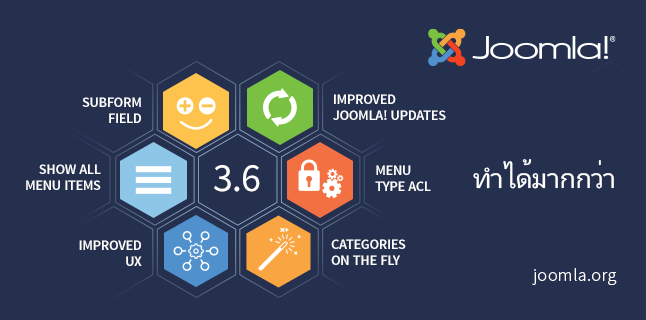 Joomla!®
SUBFORM
FIELD
IMPROVED
JOOMLA! UPDATES
SHOW ALL
MENU ITEMS
3.6
MENU
TYPE ACL
ทำได้มากกว่า
IMPROVED
UX
CATEGORIES
ON THE FLY
joomla.org